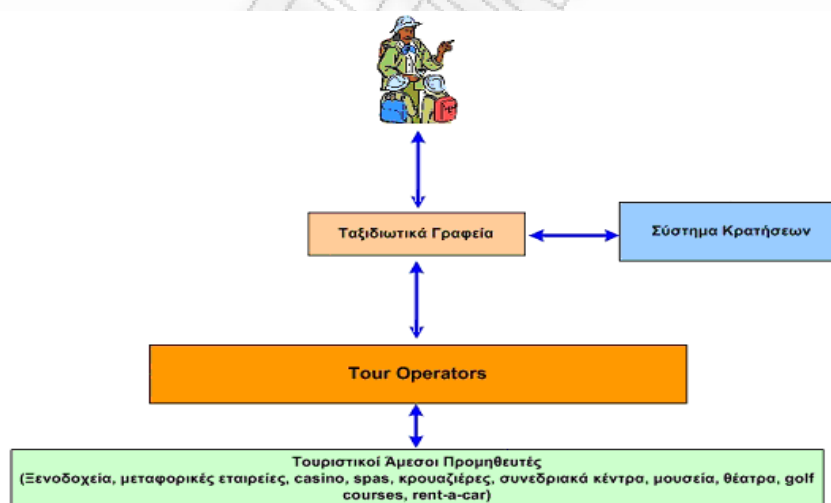 Ταξιδιωτικά Γραφεία
Σύστημα Κρατήσεων
Tour Operators
Τουριστικοί Άμεσοι Προμηθευτές
(Ξενοδοχεία, μεταφορικές εταιρείες, casino, spas, κρουαζιέρες, συνεδριακά κέντρα, μουσεία, θέατρα, golf
courses, rent-a-car)